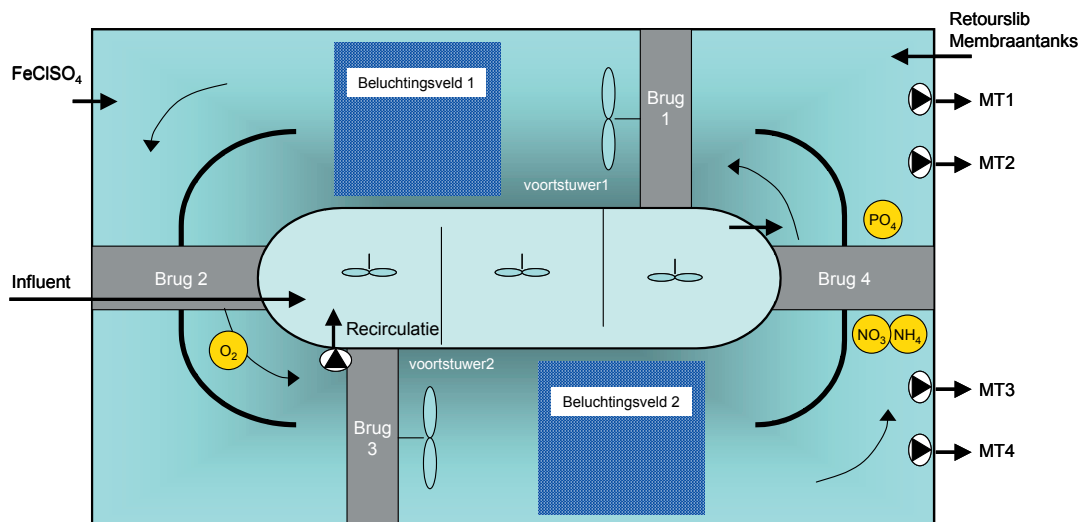 Retourslib
Membraantanks
FeClSO₄
Beluchtingsveld 1
Brug
1
MT1
MT2
voortstuwer1
PO₄
Influent
Brug 2
Brug 4
Recirculatie
O₂
NO₃
NH₄
voortstuwer2
MT3
Beluchtingsveld 2
Brug
3
MT4